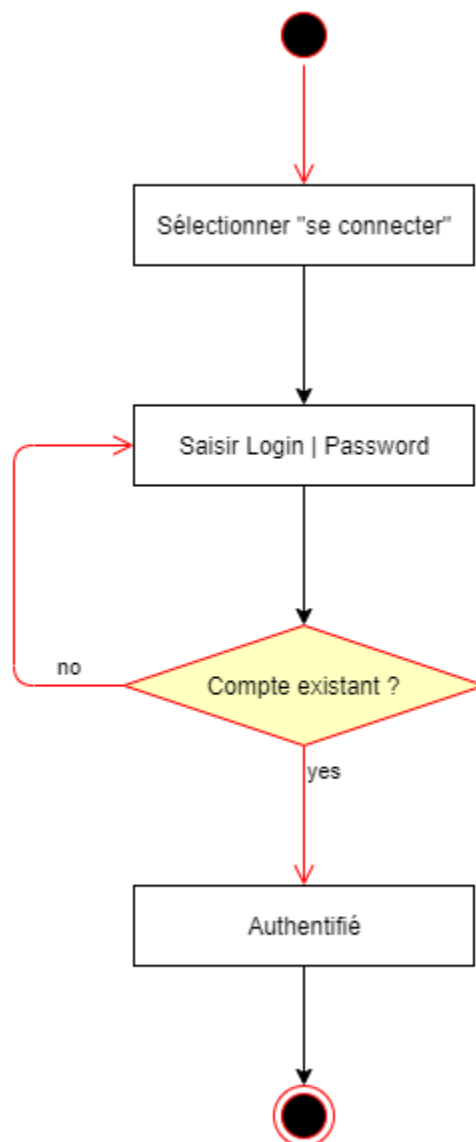 Sélectionner "se connecter"
Saisir Login | Password
no
Compte existant ?
yes
Authentifié